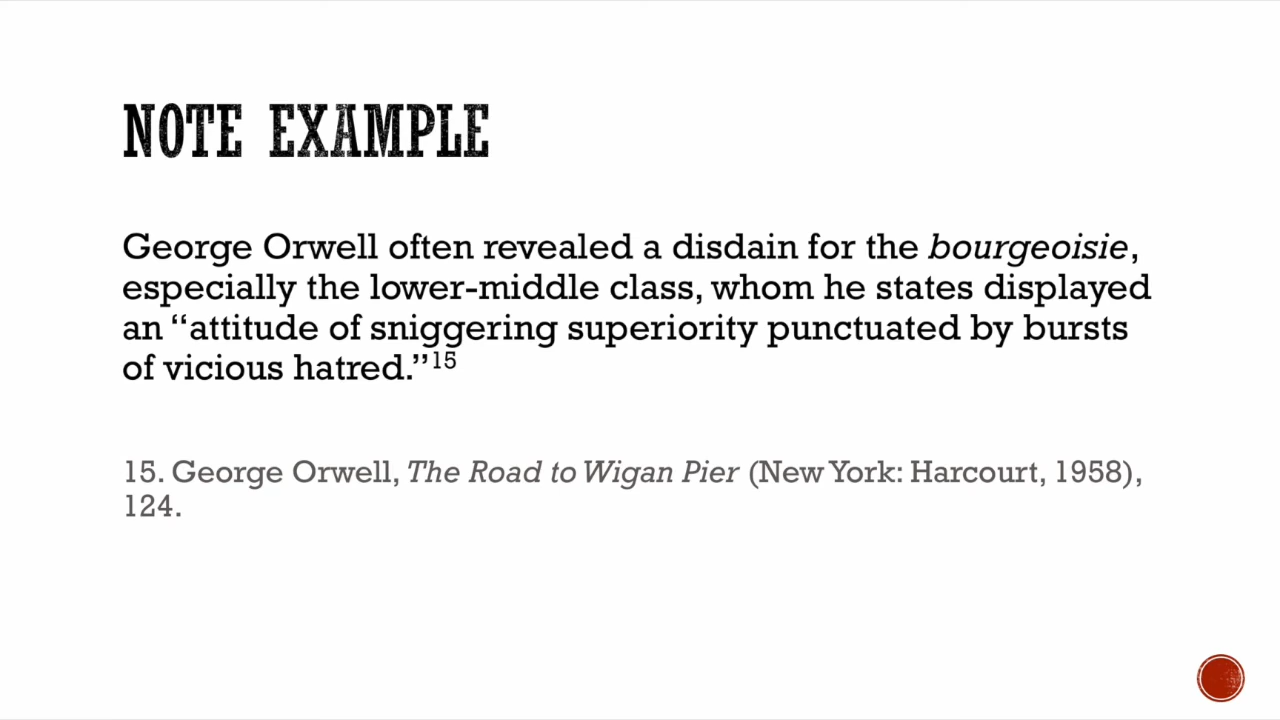 NOTE EXAMPLE
George Orwell often revealed a disdain for the bourgeoisie,
especially the lower-middle class, whom he states displayed
an “attitude of sniggering superiority punctuated by bursts
of vicious hatred.”15
15. George Orwell, The Road to Wigan Pier (New York: Harcourt, 1958),
124.